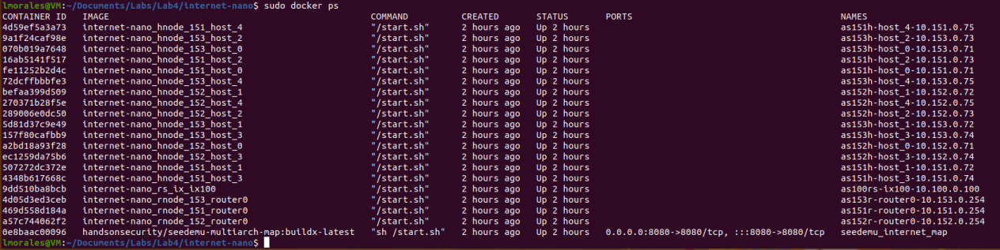 lmorales@VM:~/Documents/Labs/Lab4/internet-nano$ sudo docker ps
CONTAINER ID IMAGE COMMAND CREATED STATUS PORTS NAMES
4d59ef5a3a73 internet-nano_hnode_151_host_4 "/start.sh" 2 hours ago Up 2 hours as151h-host_4-10.151.0.75
9a1f24caf98e internet-nano_hnode_153_host_2 "/start.sh" 2 hours ago Up 2 hours as153h-host_2-10.153.0.73
070b019a7648 internet-nano_hnode_153_host_0 "/start.sh" 2 hours ago Up 2 hours as153h-host_0-10.153.0.71
16ab5141f517 internet-nano_hnode_151_host_2 "/start.sh" 2 hours ago Up 2 hours as151h-host_2-10.151.0.73
fe11252b2d4c internet-nano_hnode_151_host_0 "/start.sh" 2 hours ago Up 2 hours as151h-host_0-10.151.0.71
72dcffbbbfe3 internet-nano_hnode_153_host_4 "/start.sh" 2 hours ago Up 2 hours as153h-host_4-10.153.0.75
befaa399d509 internet-nano_hnode_152_host_1 "/start.sh" 2 hours ago Up 2 hours as152h-host_1-10.152.0.72
270371b28f5e internet-nano_hnode_152_host_4 "/start.sh" 2 hours ago Up 2 hours as152h-host_4-10.152.0.75
289006e0dc50 internet-nano_hnode_152_host_2 "/start.sh" 2 hours ago Up 2 hours as152h-host_2-10.152.0.73
5d81d37c9e49 internet-nano_hnode_153_host_1 "/start.sh" 2 hours ago Up 2 hours as153h-host_1-10.153.0.72
157f80cafbb9 internet-nano_hnode_153_host_3 "/start.sh" 2 hours ago Up 2 hours as153h-host_3-10.153.0.74
a2bd18a93f28 internet-nano_hnode_152_host_0 "/start.sh" 2 hours ago Up 2 hours as152h-host_0-10.152.0.71
ec1259da75b6 internet-nano_hnode_152_host_3 "/start.sh" 2 hours ago Up 2 hours as152h-host_3-10.152.0.74
507272dc372e internet-nano_hnode_151_host_1 "/start.sh" 2 hours ago Up 2 hours as151h-host_1-10.151.0.72
4348b617668c internet-nano_hnode_151_host_3 "/start.sh" 2 hours ago Up 2 hours as151h-host_3-10.151.0.74
9dd510ba8bcb internet-nano_rs_ix_ix100 "/start.sh" 2 hours ago Up 2 hours as100rs-ix100-10.100.0.100
4d05d3ed3ceb internet-nano_rnode_153_router0 "/start.sh" 2 hours ago Up 2 hours as153r-router0-10.153.0.254
469d558d184a internet-nano_rnode_151_router0 "/start.sh" 2 hours ago Up 2 hours as151r-router0-10.151.0.254
a57c744062f2 internet-nano_rnode_152_router0 "/start.sh" 2 hours ago Up 2 hours as152r-router0-10.152.0.254
0e8baac00096 handsonsecurity/seedemu-multiarch-map:buildx-latest "sh /start.sh" 2 hours ago Up 2 hours 0.0.0.0:8080->8080/tcp, :::8080->8080/tcp seedemu_internet_map
lmorales@VM:~/Documents/Labs/Lab4/internet-nano$